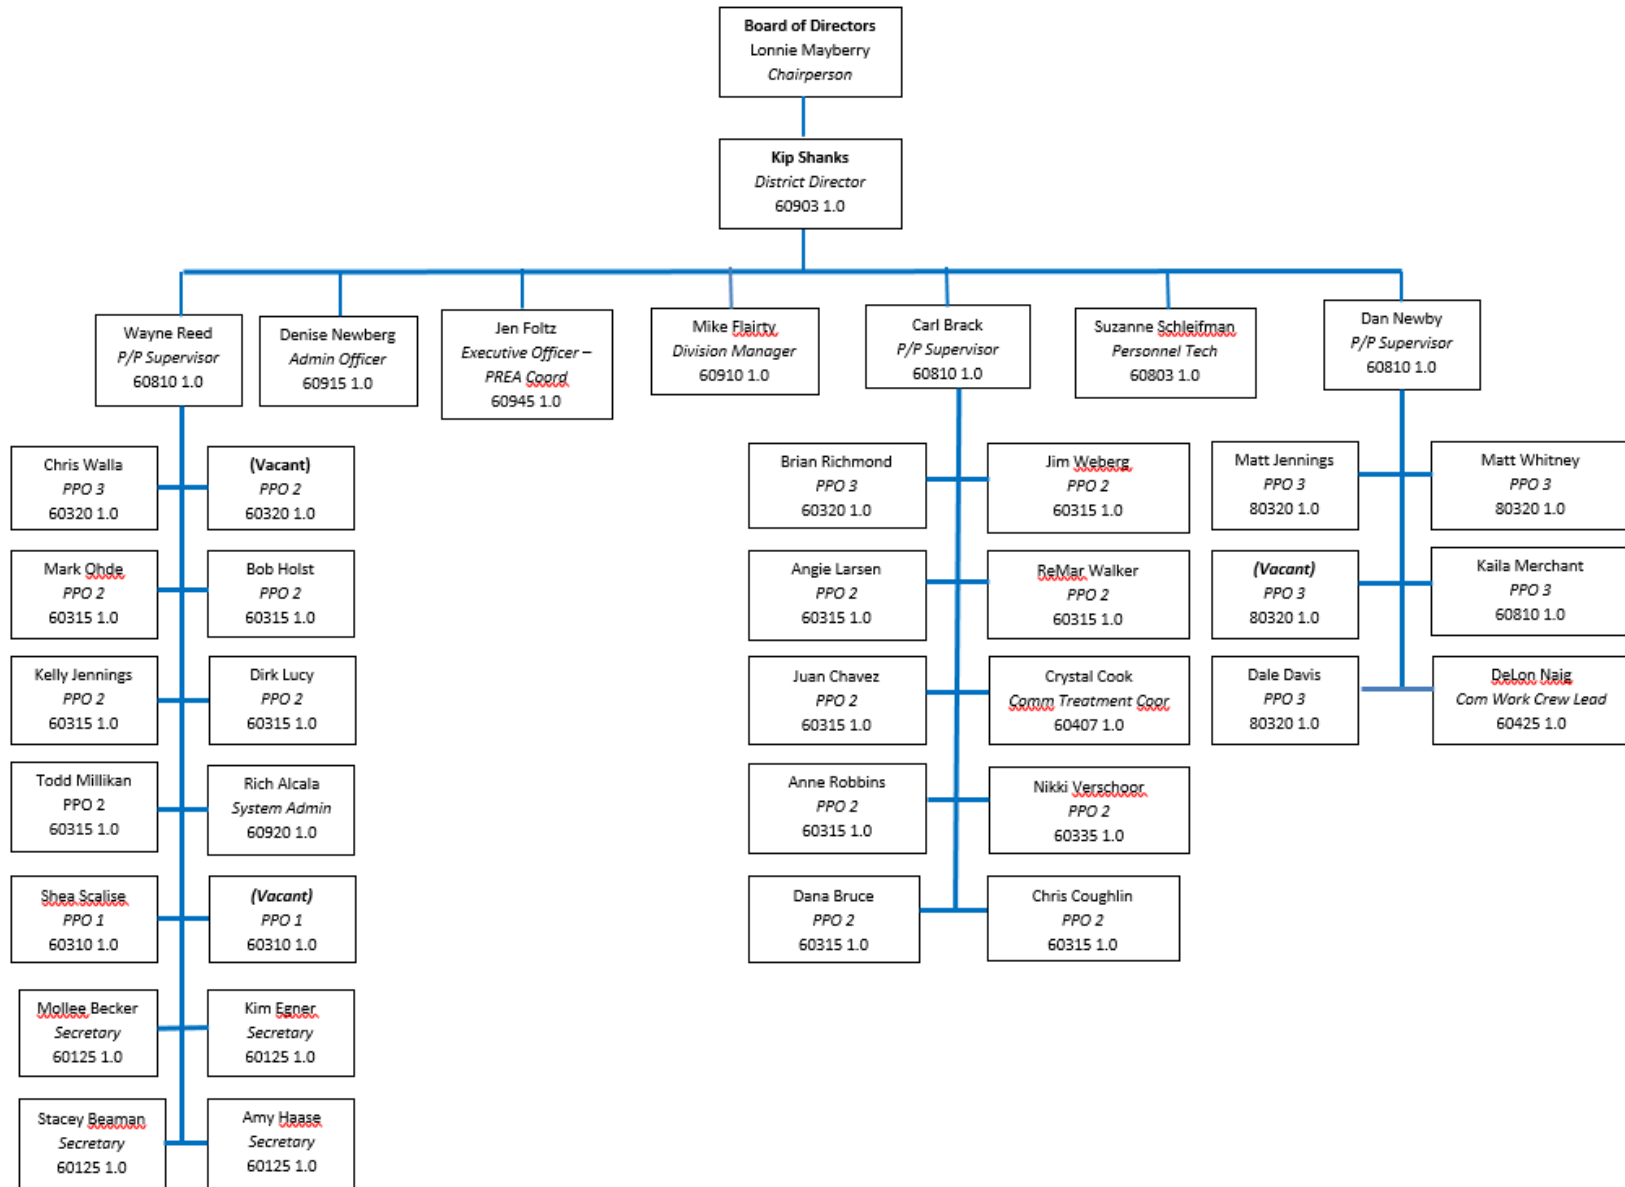 Board of Directors
Lonnie Mayberry
Chairperson
Kip Shanks
District Director
60903 1.0
Wayne Reed
P/P Supervisor
60810 1.0
Denise Newberg
Admin Officer
60915 1.0
Jen Foltz
Executive Officer –
PREA Coord
60945 1.0
Mike Flairty
Division Manager
60910 1.0
Carl Brack
P/P Supervisor
60810 1.0
Suzanne Schleifman
Personnel Tech
60803 1.0
Dan Newby
P/P Supervisor
60810 1.0
Chris Walla
PPO 3
60320 1.0
(Vacant)
PPO 2
60320 1.0
Mark Ohde
PPO 2
60315 1.0
Bob Holst
PPO 2
60315 1.0
Kelly Jennings
PPO 2
60315 1.0
Dirk Lucy
PPO 2
60315 1.0
Todd Millikan
PPO 2
60315 1.0
Rich Alcala
System Admin
60920 1.0
Shea Scalise
PPO 1
60310 1.0
(Vacant)
PPO 1
60310 1.0
Mollee Becker
Secretary
60125 1.0
Kim Egner
Secretary
60125 1.0
Stacey Beaman
Secretary
60125 1.0
Amy Haase
Secretary
60125 1.0
Brian Richmond
PPO 3
60320 1.0
Jim Weberg
PPO 2
60315 1.0
Angie Larsen
PPO 2
60315 1.0
ReMar Walker
PPO 2
60315 1.0
Juan Chavez
PPO 2
60315 1.0
Crystal Cook
Comm Treatment Coor
60407 1.0
Anne Robbins
PPO 2
60315 1.0
Nikki Verschoor
PPO 2
60335 1.0
Dana Bruce
PPO 2
60315 1.0
Chris Coughlin
PPO 2
60315 1.0
Matt Jennings
PPO 3
80320 1.0
Matt Whitney
PPO 3
80320 1.0
(Vacant)
PPO 3
80320 1.0
Kaila Merchant
PPO 3
60810 1.0
Dale Davis
PPO 3
80320 1.0
DeLon Naig
Com Work Crew Lead
60425 1.0